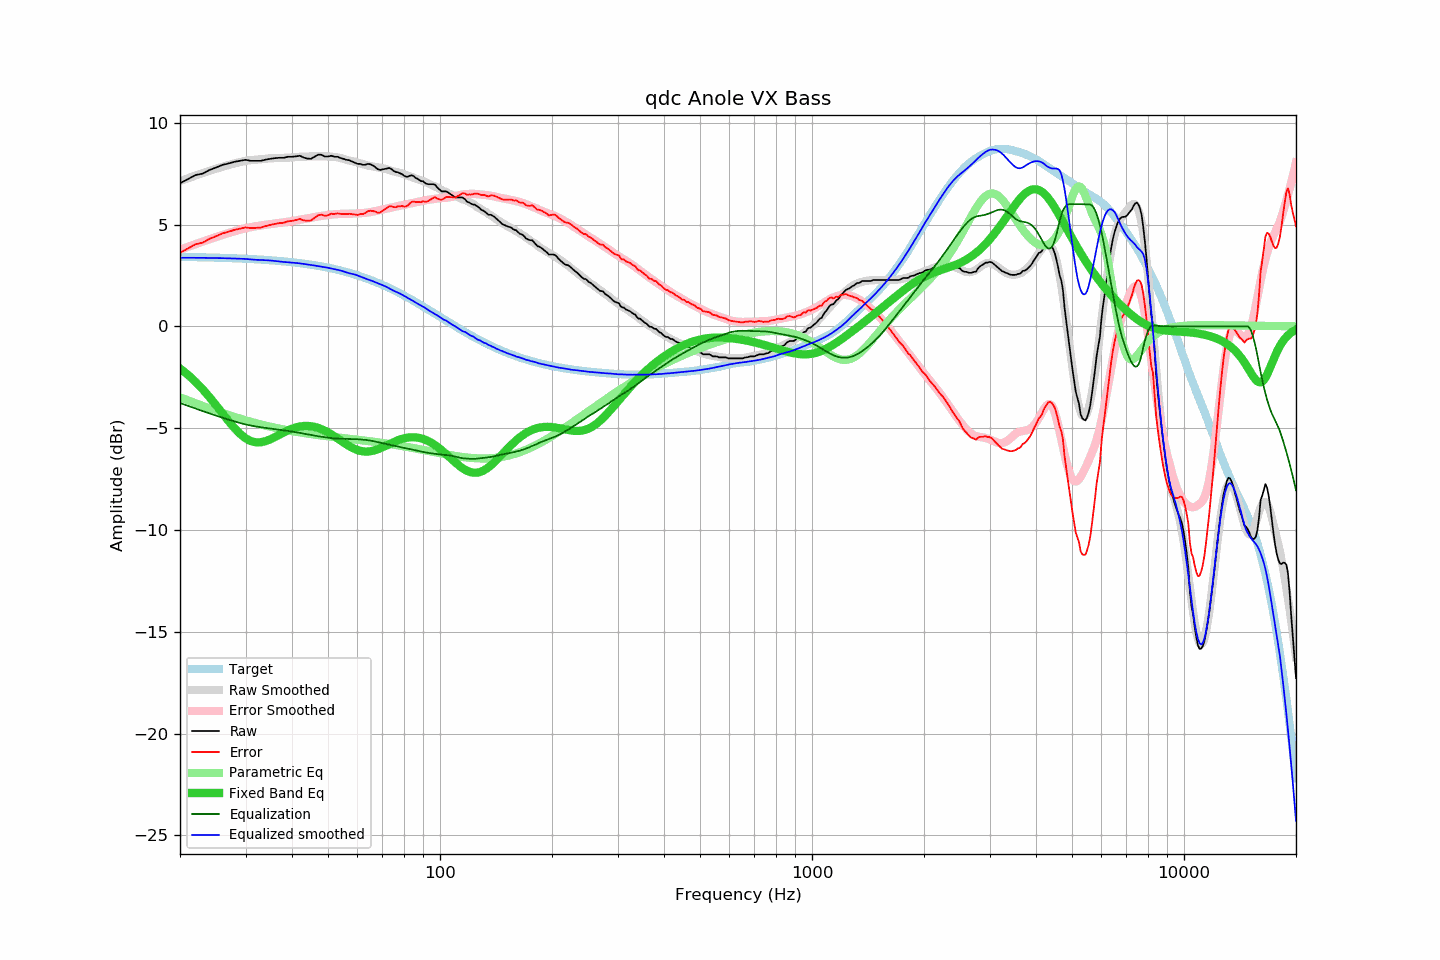 qdc Anole VX Bass
10
5
0
−5
−10
−15
−20
−25
Amplitude (dBr)
Target
Raw Smoothed
Error Smoothed
Raw
Error
Parametric Eq
Fixed Band Eq
Equalization
Equalized smoothed
100
1000
10000
Frequency (Hz)